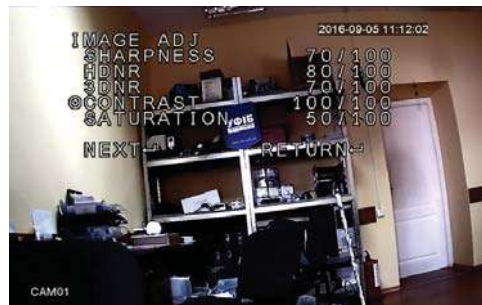 2016-09-05 11:12:02
IMAGE ADJ
SHARPNESS 70/100
HDNR 80/100
3DNR 70/100
CONTRAST 100/100
SATURATION 50/100
NEXT↵ RETURN↵
CAM01